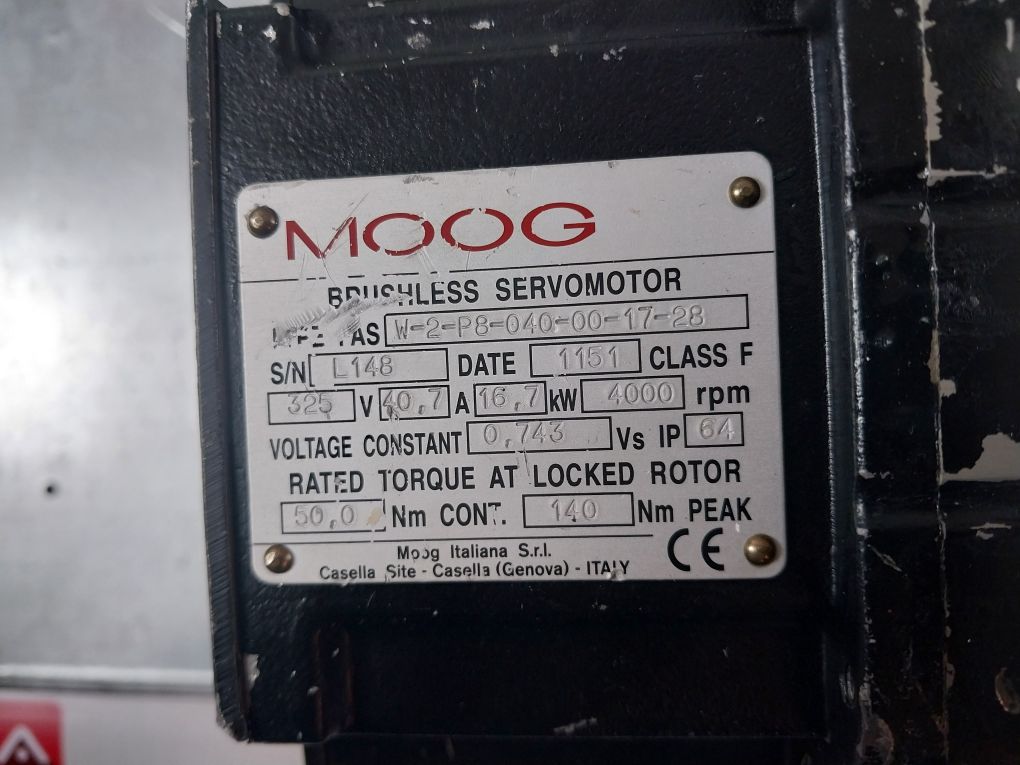 MOOG
BRUSHLESS SERVOMOTOR
TYPE FAS W-2-P8-040-00-17-28
S/N L148 DATE 1151 CLASS F
325 V 40,7 A 16,7 kW 4000 rpm
VOLTAGE CONSTANT 0,743 Vs IP 64
RATED TORQUE AT LOCKED ROTOR
50,0 Nm CONT. 140 Nm PEAK
Moog Italiana S.r.l.
Casella Site - Casella (Genova) - ITALY
CE